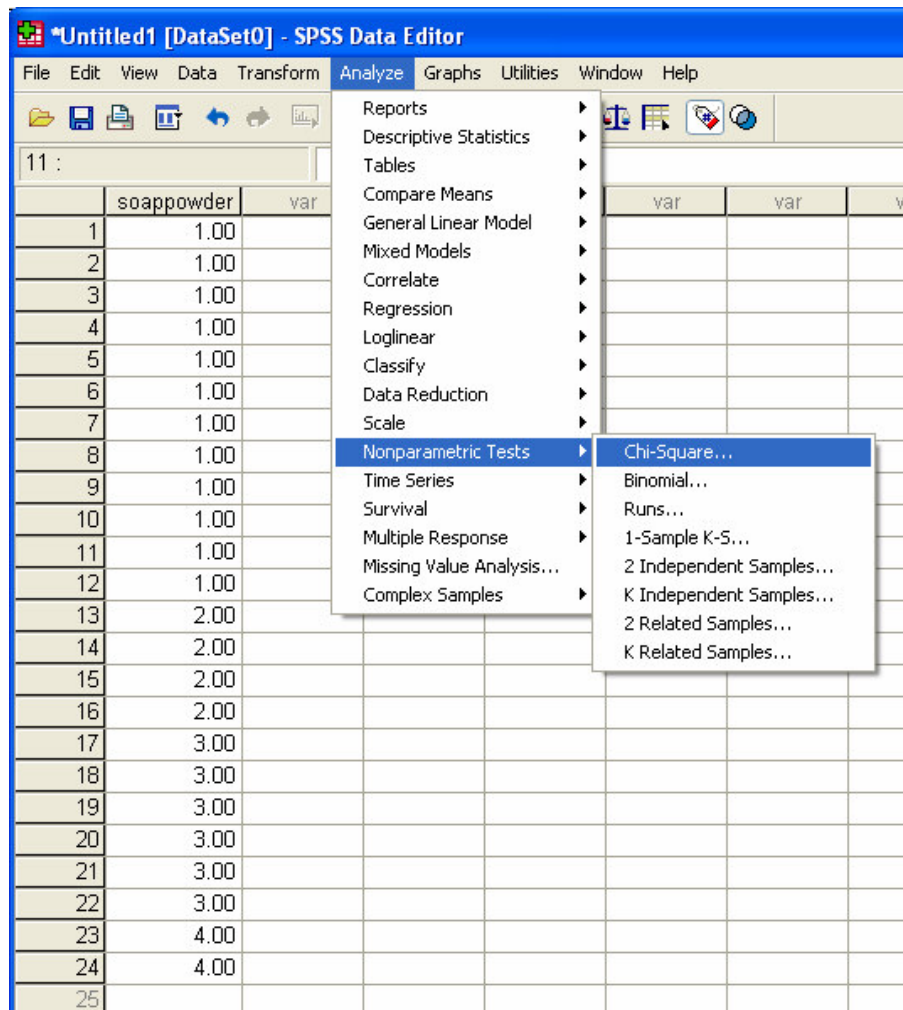 *Untitled1 [DataSet0] - SPSS Data Editor
File Edit View Data Transform Analyze Graphs Utilities Window Help
11 :
soappowder var var var
1 1.00
2 1.00
3 1.00
4 1.00
5 1.00
6 1.00
7 1.00
8 1.00
9 1.00
10 1.00
11 1.00
12 1.00
13 2.00
14 2.00
15 2.00
16 2.00
17 3.00
18 3.00
19 3.00
20 3.00
21 3.00
22 3.00
23 4.00
24 4.00
25
Reports
Descriptive Statistics
Tables
Compare Means
General Linear Model
Mixed Models
Correlate
Regression
Loglinear
Classify
Data Reduction
Scale
Nonparametric Tests
Time Series
Survival
Multiple Response
Missing Value Analysis...
Complex Samples
Chi-Square...
Binomial...
Runs...
1-Sample K-S...
2 Independent Samples...
K Independent Samples...
2 Related Samples...
K Related Samples...